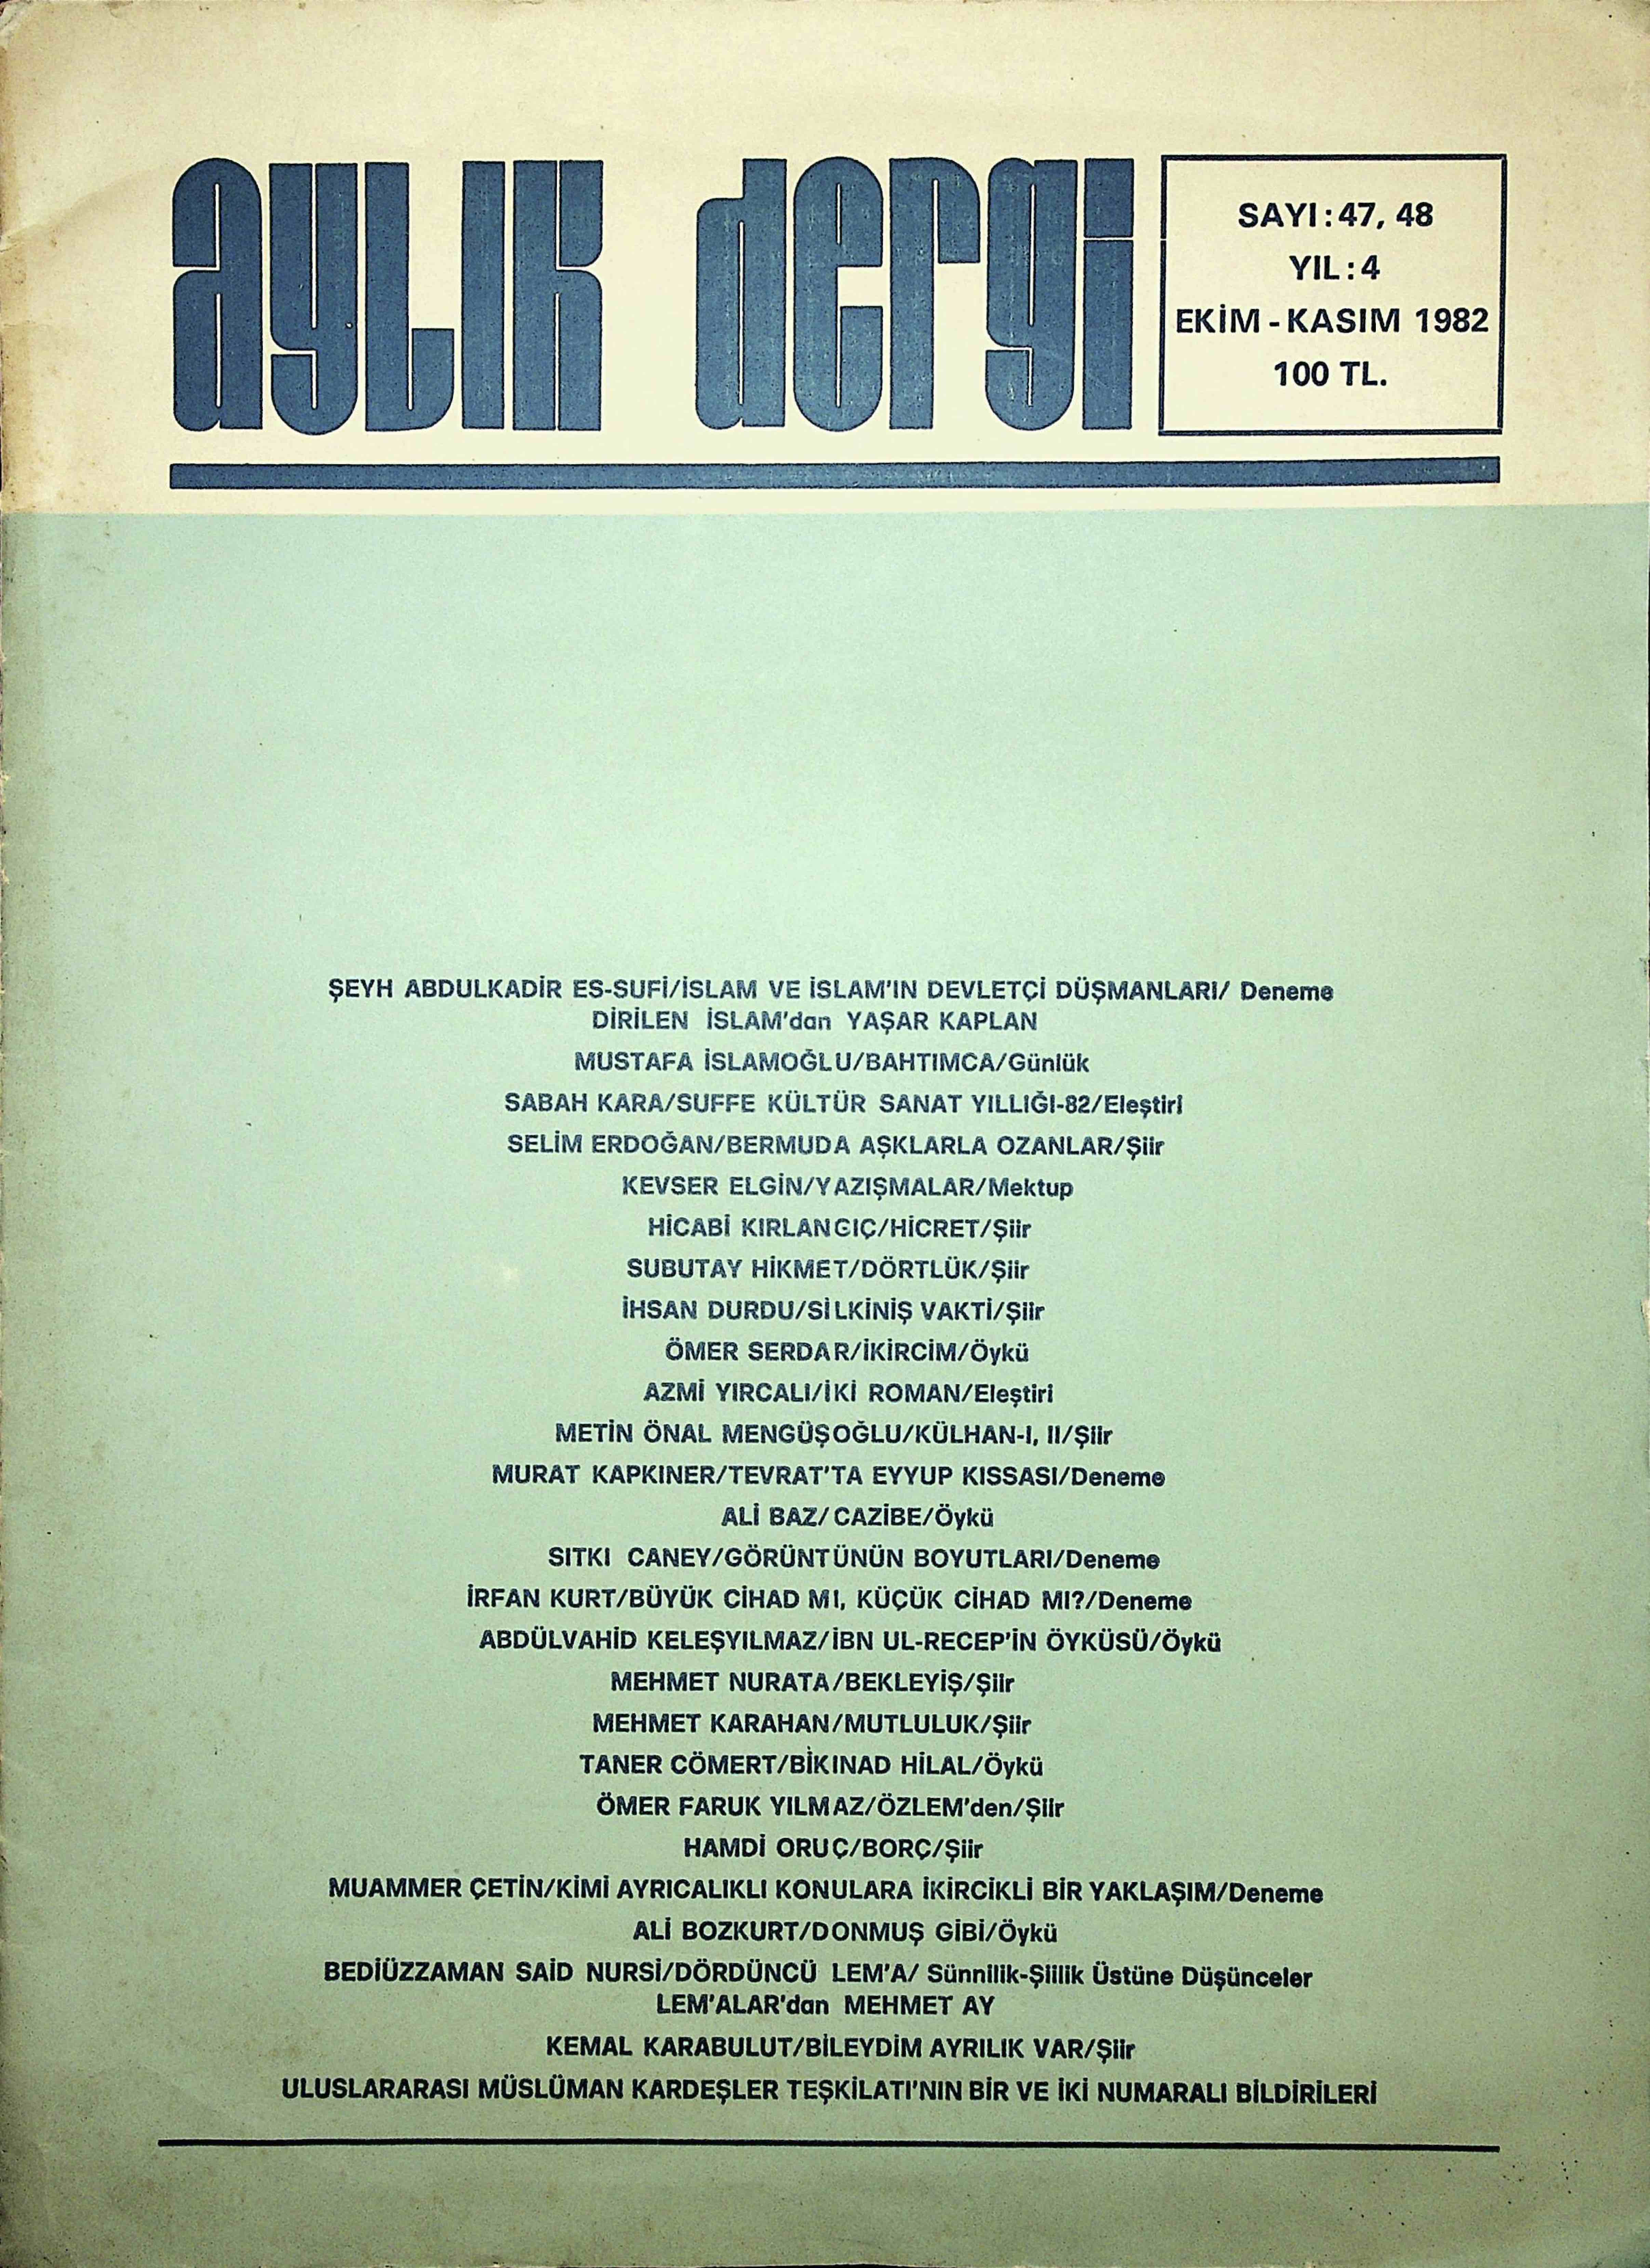 aylık dergi
SAYI:47, 48
YIL:4
EKİM-KASIM 1982
100 TL.
ŞEYH ABDULKADİR ES-SUFİ/İSLAM VE İSLAM'IN DEVLETÇİ DÜŞMANLARI/ Deneme
DİRİLEN İSLAM'dan YAŞAR KAPLAN
MUSTAFA İSLAMOĞLU/BAHTIMCA/Günlük
SABAH KARA/SUFFE KÜLTÜR SANAT YILLIĞI-82/Eleştiri
SELİM ERDOĞAN/BERMUDA AŞKLARLA OZANLAR/Şiir
KEVSER ELGİN/YAZIŞMALAR/Mektup
HİCABİ KIRLANGIÇ/HİCRET/Şiir
SUBUTAY HİKMET/DÖRTLÜK/Şiir
İHSAN DURDU/SİLKİNİŞ VAKTİ/Şiir
ÖMER SERDAR/İKİRCİM/Öykü
AZMİ YIRCALI/İKİ ROMAN/Eleştiri
METİN ÖNAL MENGÜŞOĞLU/KÜLHAN-I, II/Şiir
MURAT KAPKINER/TEVRAT'TA EYYUP KISSASI/Deneme
ALİ BAZ/CAZİBE/Öykü
SITKI CANEY/GÖRÜNTÜNÜN BOYUTLARI/Deneme
İRFAN KURT/BÜYÜK CİHAD MI, KÜÇÜK CİHAD MI?/Deneme
ABDÜLVAHİD KELEŞYILMAZ/İBN UL-RECEP'İN ÖYKÜSÜ/Öykü
MEHMET NURATA/BEKLEYİŞ/Şiir
MEHMET KARAHAN/MUTLULUK/Şiir
TANER CÖMERT/BİKINAD HİLAL/Öykü
ÖMER FARUK YILMAZ/ÖZLEM'den/Şiir
HAMDİ ORUÇ/BORÇ/Şiir
MUAMMER ÇETİN/KİMİ AYRICALIKLI KONULARA İKİRCİKLİ BİR YAKLAŞIM/Deneme
ALİ BOZKURT/DONMUŞ GİBİ/Öykü
BEDİÜZZAMAN SAİD NURSİ/DÖRDÜNCÜ LEM'A/ Sünnilik-Şiilik Üstüne Düşünceler
LEM'ALAR'dan MEHMET AY
KEMAL KARABULUT/BİLEYDİM AYRILIK VAR/Şiir
ULUSLARARASI MÜSLÜMAN KARDEŞLER TEŞKİLATI'NIN BİR VE İKİ NUMARALI BİLDİRİLERİ